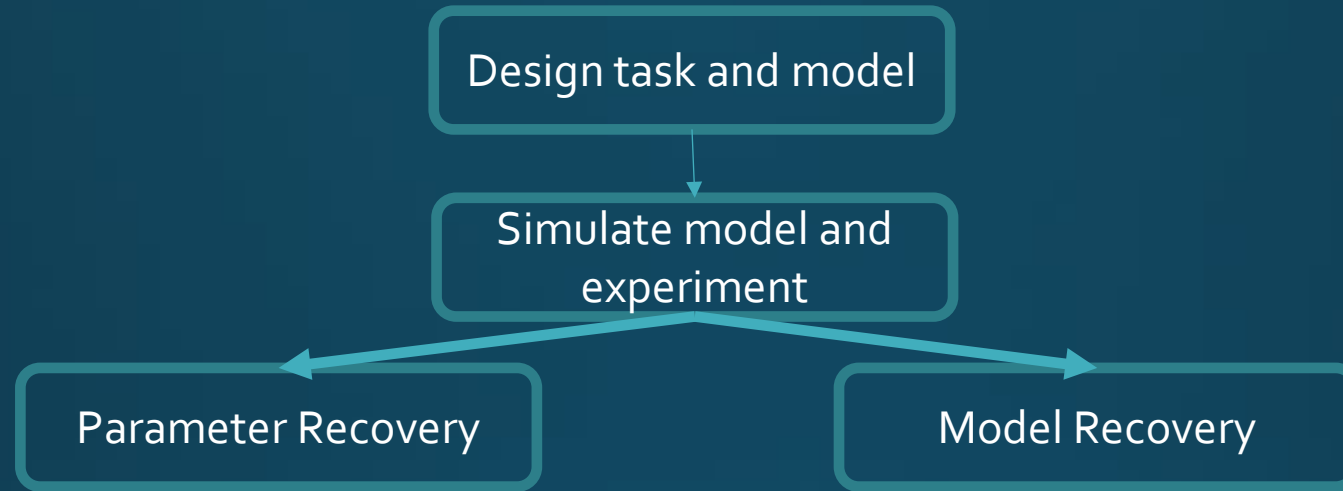 Design task and model
Simulate model and
experiment
Parameter Recovery
Model Recovery